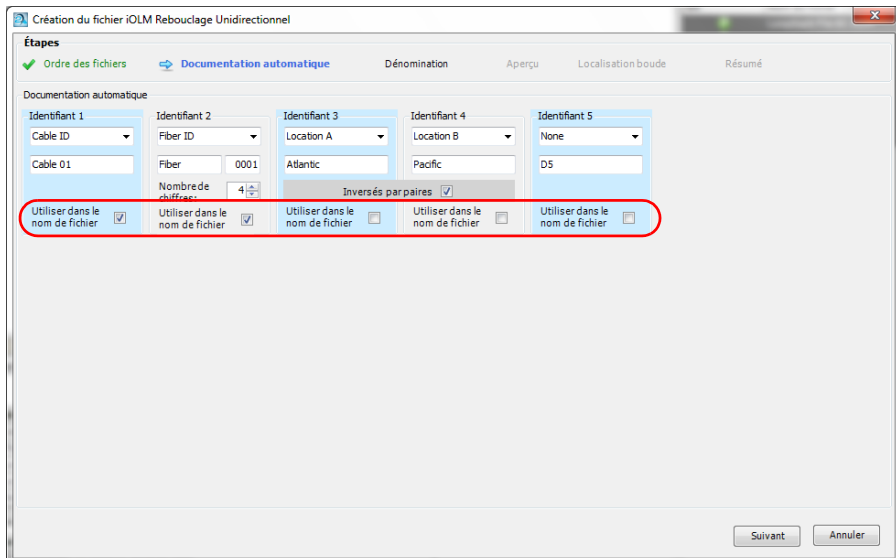 Création du fichier iOLM Rebouclage Unidirectionnel
Étapes
Ordre des fichiers Documentation automatique Dénomination Aperçu Localisation boude Résumé
Documentation automatique
Identifiant 1 Identifiant 2 Identifiant 3 Identifiant 4 Identifiant 5
Cable ID Fiber ID Location A Location B None
Cable 01 Fiber 0001 Atlantic Pacific D5
Nombre de
chiffres: 4 Inversés par paires
Utiliser dans le Utiliser dans le Utiliser dans le Utiliser dans le Utiliser dans le
nom de fichier nom de fichier nom de fichier nom de fichier nom de fichier
Suivant Annuler